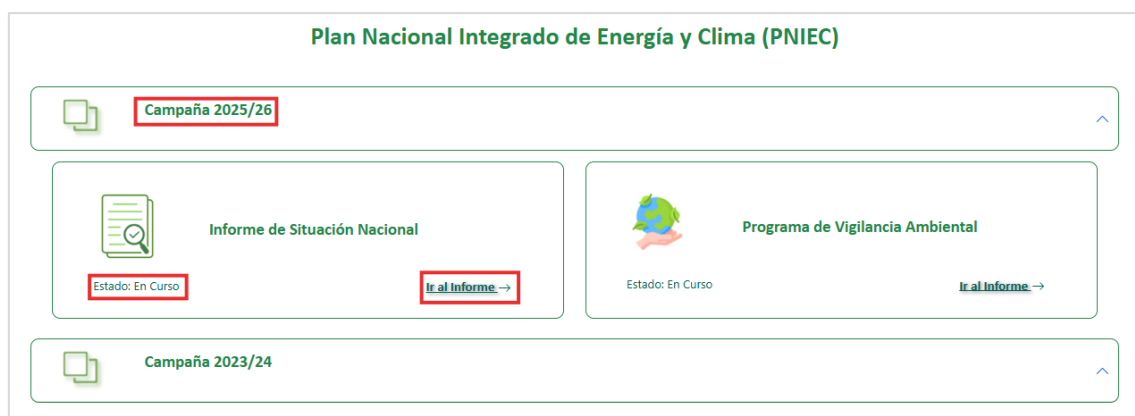 Plan Nacional Integrado de Energía y Clima (PNIEC)
Campaña 2025/26
Informe de Situación Nacional
Estado: En Curso
Ir al Informe →
Programa de Vigilancia Ambiental
Estado: En Curso
Ir al Informe →
Campaña 2023/24